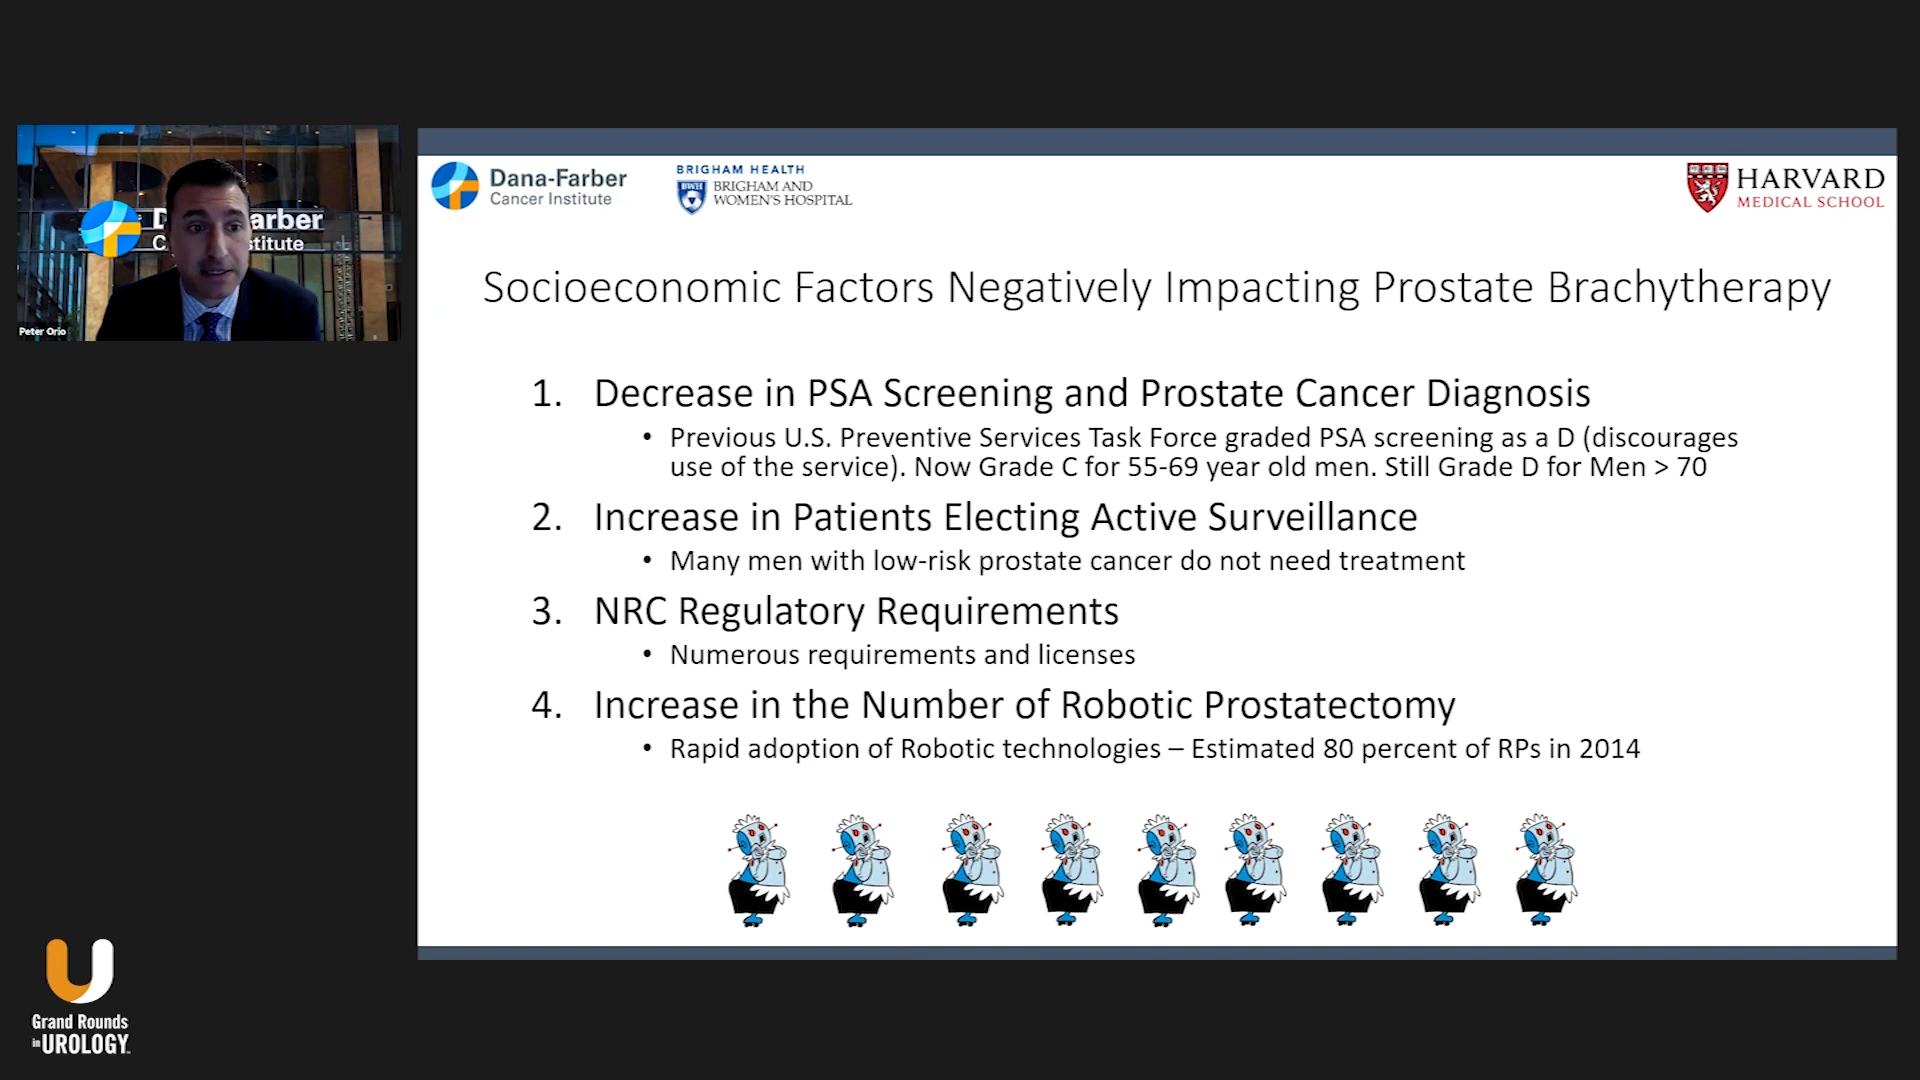 D arber
C stitute
Peter Orio
Dana-Farber
Cancer Institute
BRIGHAM HEALTH
BWH
BRIGHAM AND
WOMEN'S HOSPITAL
HARVARD
MEDICAL SCHOOL
Socioeconomic Factors Negatively Impacting Prostate Brachytherapy
1. Decrease in PSA Screening and Prostate Cancer Diagnosis
• Previous U.S. Preventive Services Task Force graded PSA screening as a D (discourages
use of the service). Now Grade C for 55-69 year old men. Still Grade D for Men > 70
2. Increase in Patients Electing Active Surveillance
• Many men with low-risk prostate cancer do not need treatment
3. NRC Regulatory Requirements
• Numerous requirements and licenses
4. Increase in the Number of Robotic Prostatectomy
• Rapid adoption of Robotic technologies – Estimated 80 percent of RPs in 2014
U
Grand Rounds
in UROLOGY™